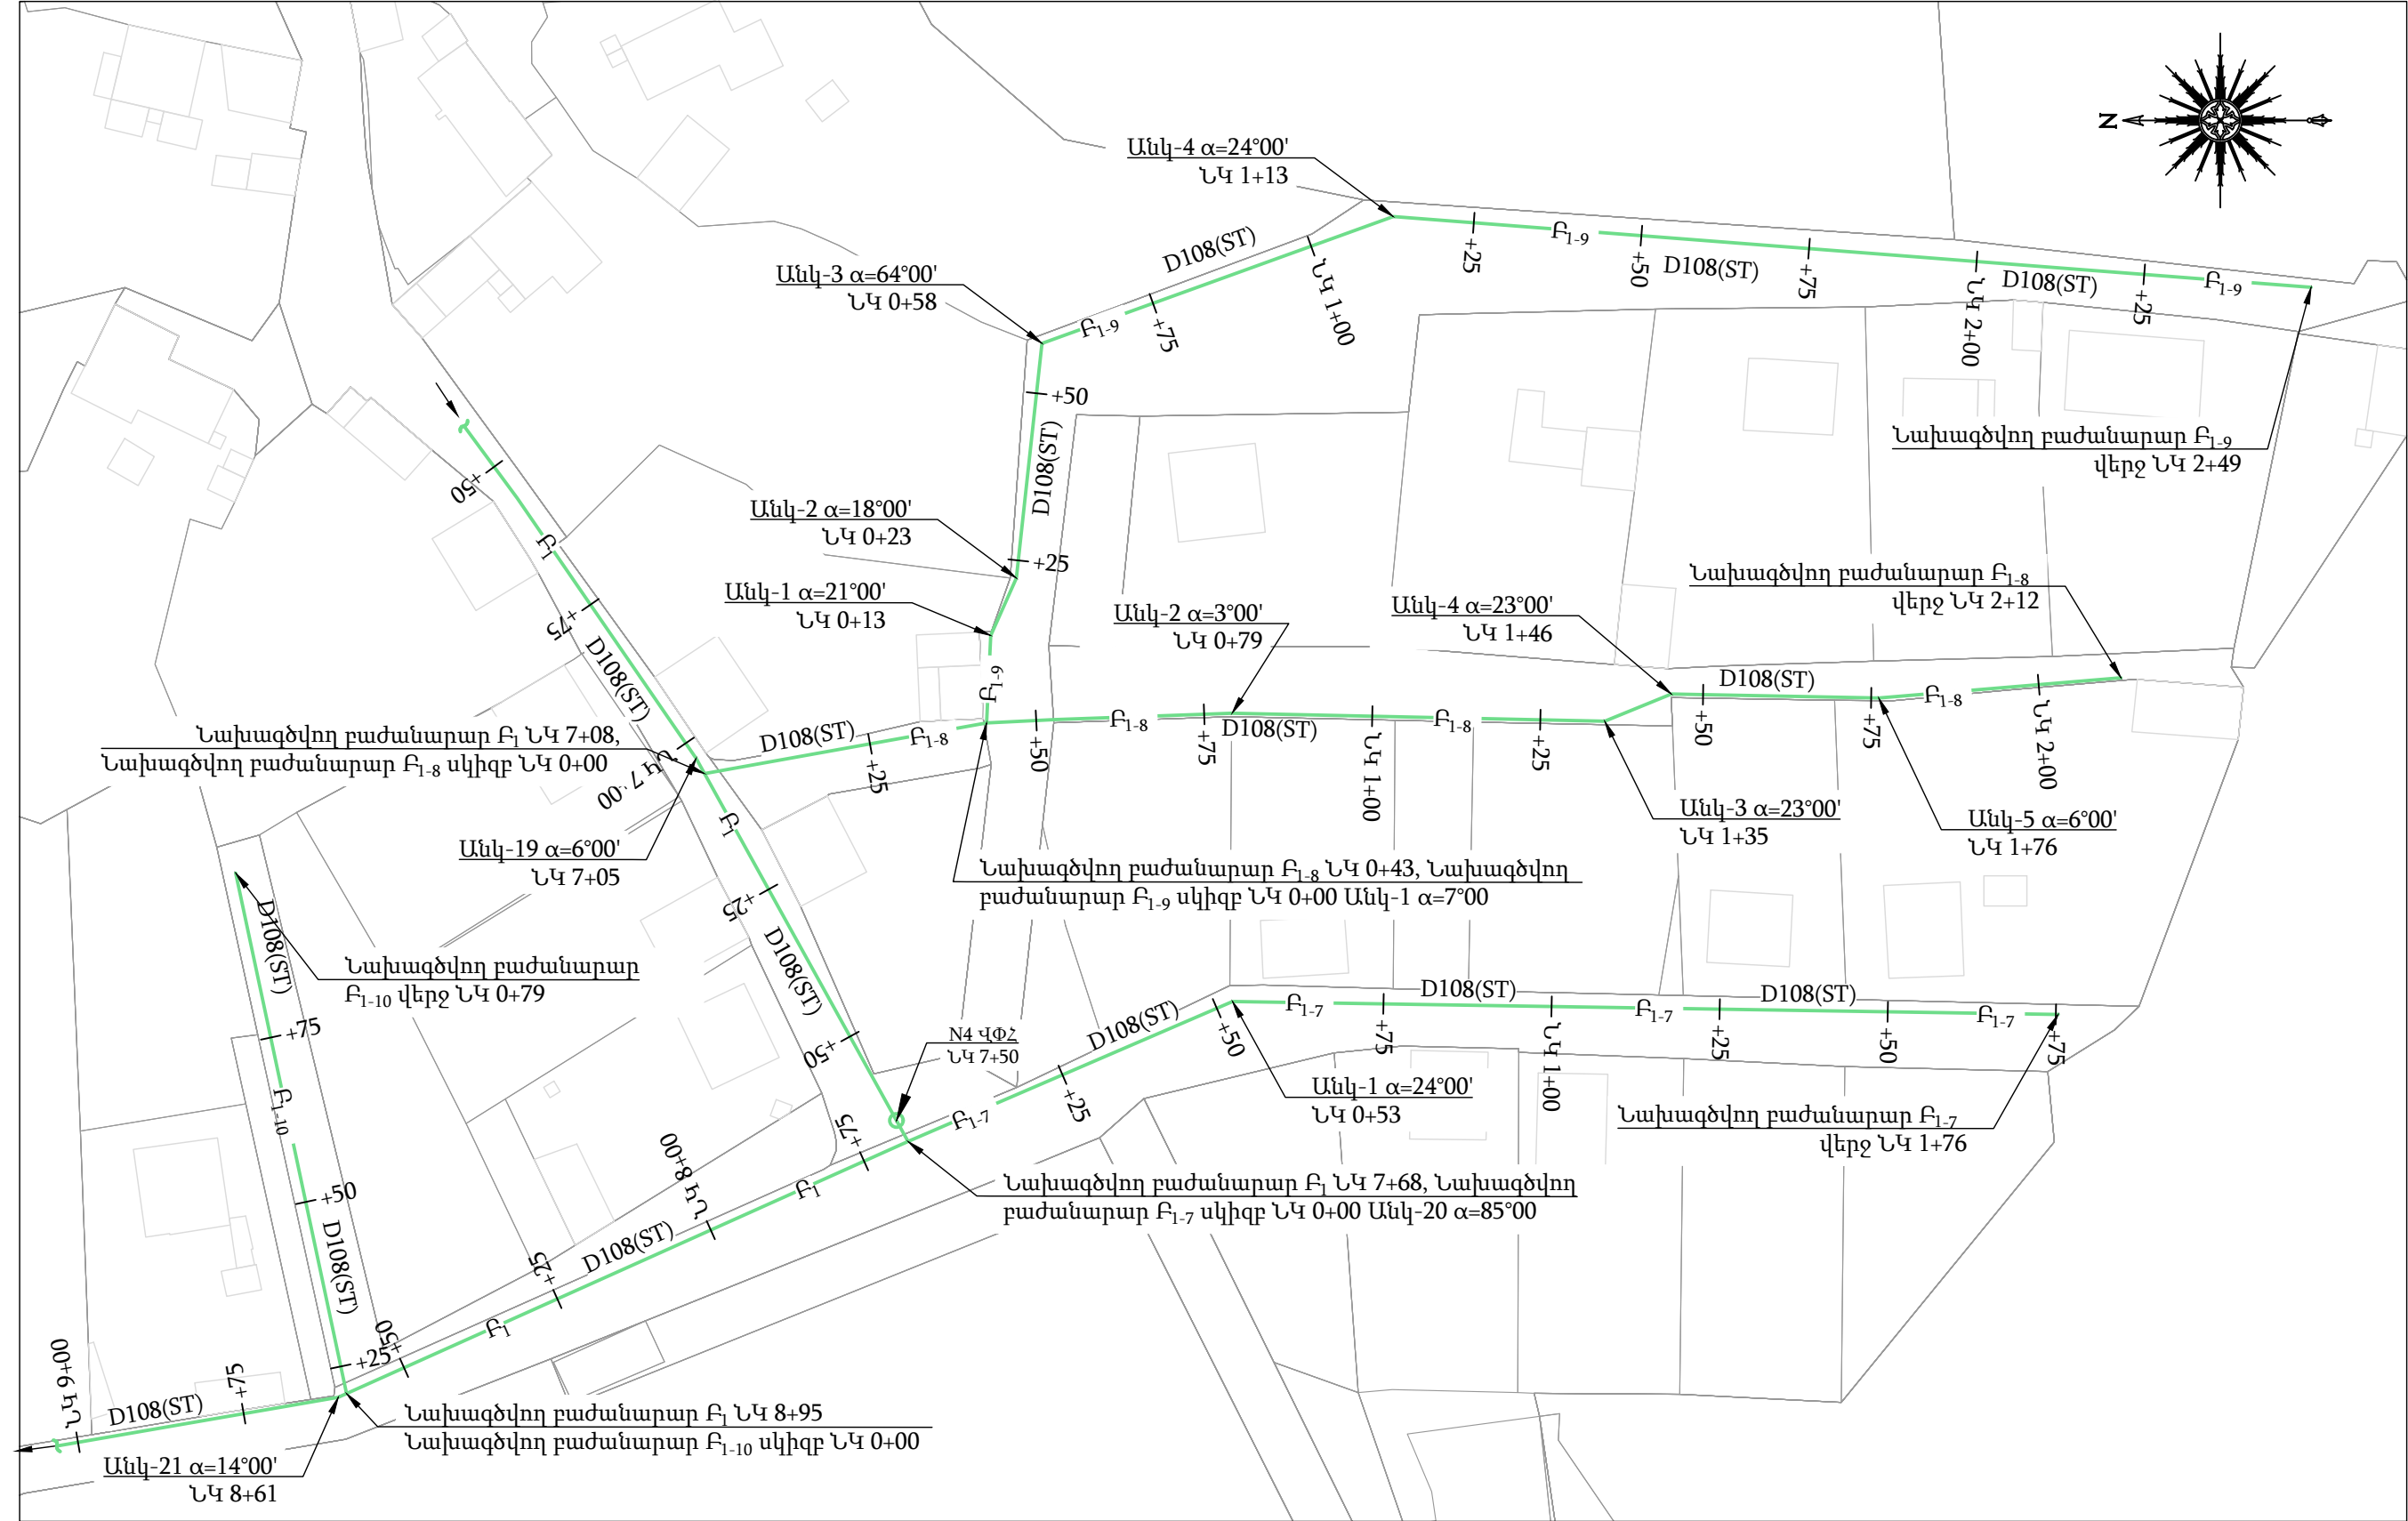 N
Անկ-4 α=24°00'
ՆԿ 1+13
Բ1-9
+25
+50
D108(ST)
+75
ՆԿ 2+00
D108(ST)
+25
Բ1-9
D108(ST)
ՆԿ 1+00
Անկ-3 α=64°00'
ՆԿ 0+58
Բ1-9
+75
+50
D108(ST)
Նախագծվող բաժանարար Բ1-9
վերջ ՆԿ 2+49
+50
Բ1
Անկ-2 α=18°00'
ՆԿ 0+23
+25
Անկ-1 α=21°00'
ՆԿ 0+13
Անկ-2 α=3°00'
ՆԿ 0+79
Անկ-4 α=23°00'
ՆԿ 1+46
Նախագծվող բաժանարար Բ1-8
վերջ ՆԿ 2+12
+75
D108(ST)
Բ1-9
D108(ST)
Բ1-8
+25
+50
Բ1-8
+75
D108(ST)
ՆԿ 1+00
Բ1-8
+25
D108(ST)
+50
+75
Բ1-8
ՆԿ 2+00
Նախագծվող բաժանարար Բ1 ՆԿ 7+08,
Նախագծվող բաժանարար Բ1-8 սկիզբ ՆԿ 0+00
Անկ-19 α=6°00'
ՆԿ 7+05
Բ1
Անկ-3 α=23°00'
ՆԿ 1+35
Անկ-5 α=6°00'
ՆԿ 1+76
Նախագծվող բաժանարար Բ1-8 ՆԿ 0+43, Նախագծվող
բաժանարար Բ1-9 սկիզբ ՆԿ 0+00 Անկ-1 α=7°00
+25
D108(ST)
D108(ST)
Նախագծվող բաժանարար
Բ1-10 վերջ ՆԿ 0+79
+75
Բ1-10
+50
D108(ST)
+25
+50
N4 ՎՓՀ
ՆԿ 7+50
D108(ST)
+25
Բ1-7
+50
Բ1-7
+75
D108(ST)
ՆԿ 1+00
Բ1-7
+25
D108(ST)
+50
Բ1-7
+75
Անկ-1 α=24°00'
ՆԿ 0+53
Նախագծվող բաժանարար Բ1-7
վերջ ՆԿ 1+76
Նախագծվող բաժանարար Բ1 ՆԿ 7+68, Նախագծվող
բաժանարար Բ1-7 սկիզբ ՆԿ 0+00 Անկ-20 α=85°00
+75
Բ1
ՆԿ 8+00
D108(ST)
+25
Բ1
+50
Նախագծվող բաժանարար Բ1 ՆԿ 8+95
Նախագծվող բաժանարար Բ1-10 սկիզբ ՆԿ 0+00
+75
D108(ST)
ՆԿ 9+00
Անկ-21 α=14°00'
ՆԿ 8+61